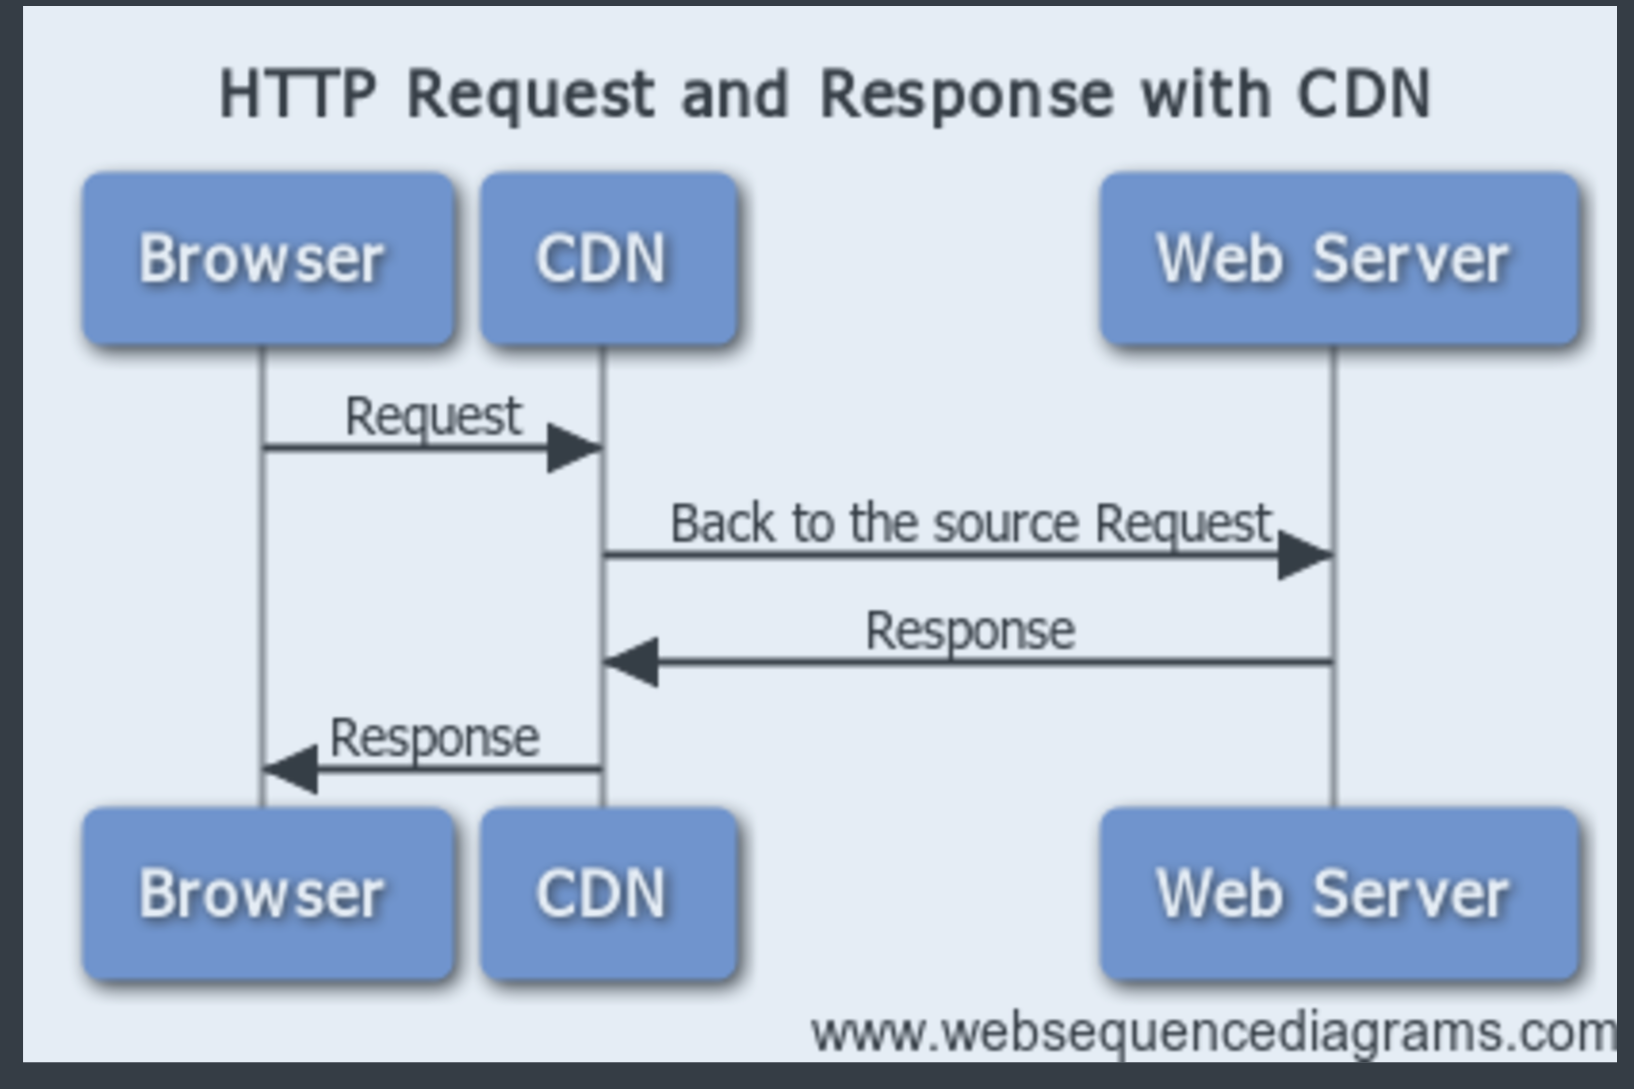 HTTP Request and Response with CDN
Browser
CDN
Web Server
Request
Back to the source Request
Response
Response
Browser
CDN
Web Server
www.websequencediagrams.com